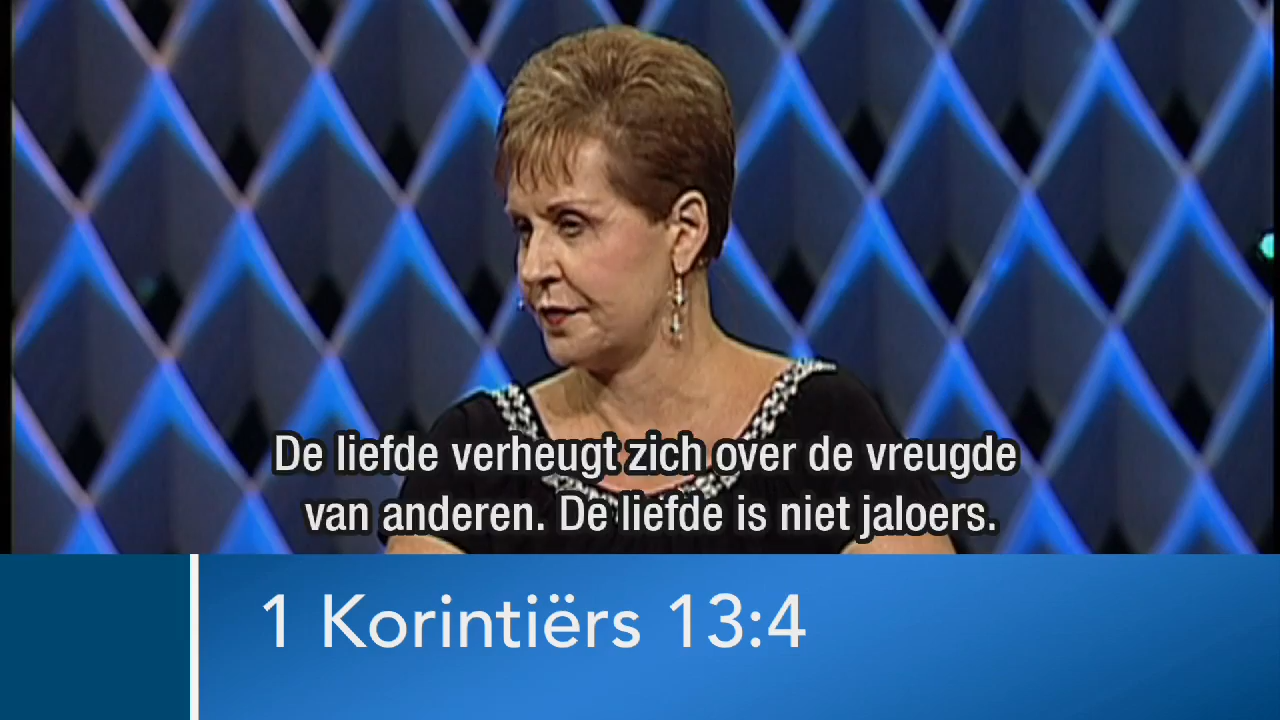 De liefde verheugt zich over de vreugde
van anderen. De liefde is niet jaloers.
1 Korintiërs 13:4